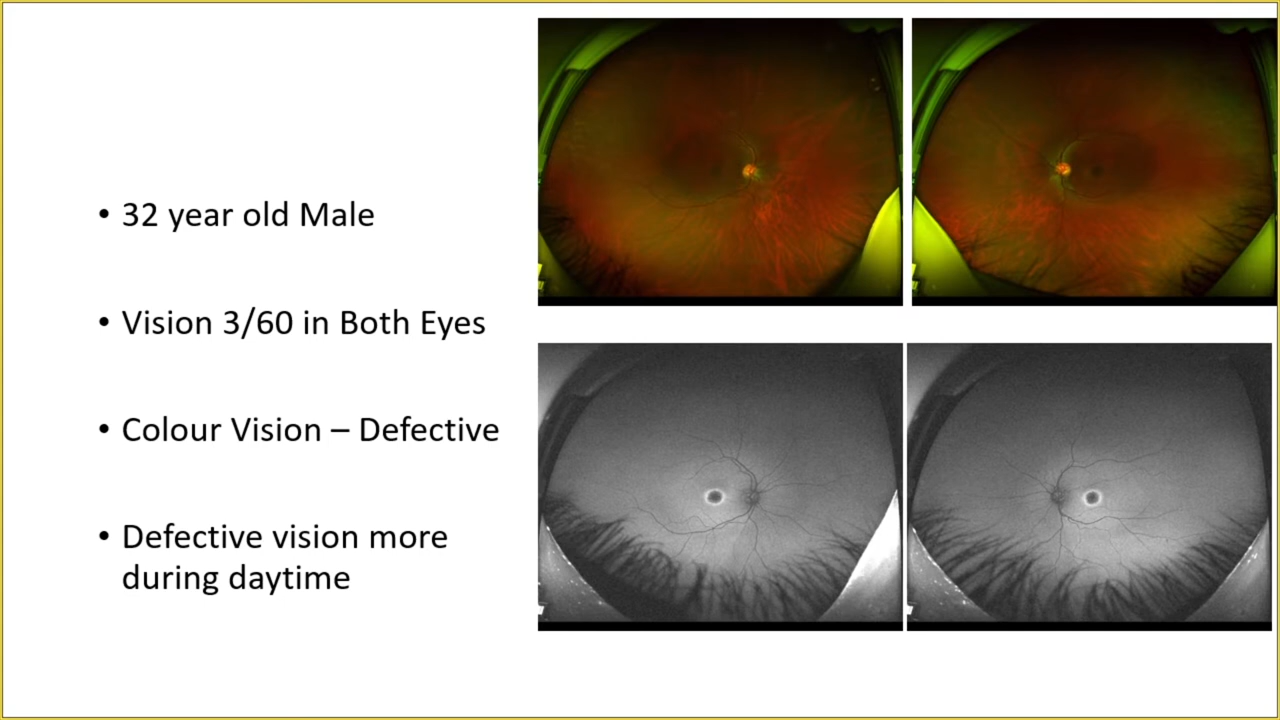 • 32 year old Male
• Vision 3/60 in Both Eyes
• Colour Vision – Defective
• Defective vision more
during daytime